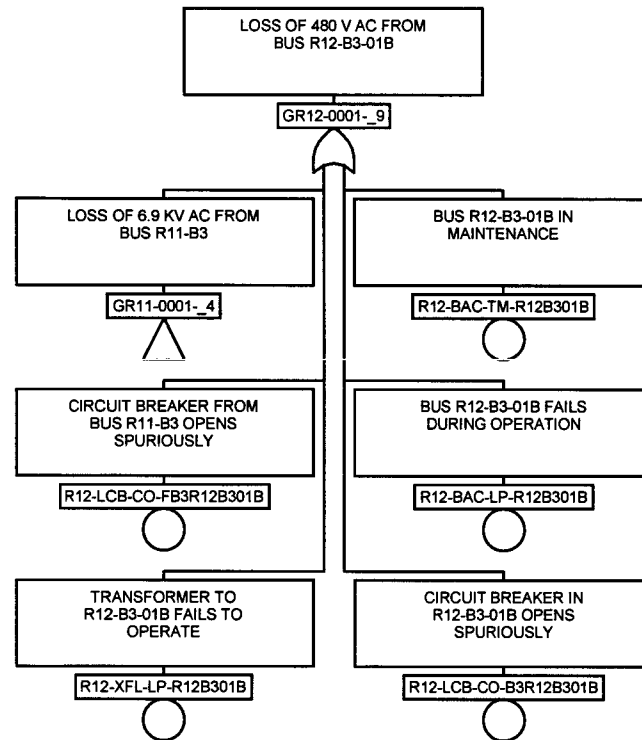 LOSS OF 480 V AC FROM
BUS R12-B3-01B
GR12-0001-_9
LOSS OF 6.9 KV AC FROM
BUS R11-B3
GR11-0001-_4
BUS R12-B3-01B IN
MAINTENANCE
R12-BAC-TM-R12B301B
CIRCUIT BREAKER FROM
BUS R11-B3 OPENS
SPURIOUSLY
R12-LCB-CO-FB3R12B301B
BUS R12-B3-01B FAILS
DURING OPERATION
R12-BAC-LP-R12B301B
TRANSFORMER TO
R12-B3-01B FAILS TO
OPERATE
R12-XFL-LP-R12B301B
CIRCUIT BREAKER IN
R12-B3-01B OPENS
SPURIOUSLY
R12-LCB-CO-B3R12B301B